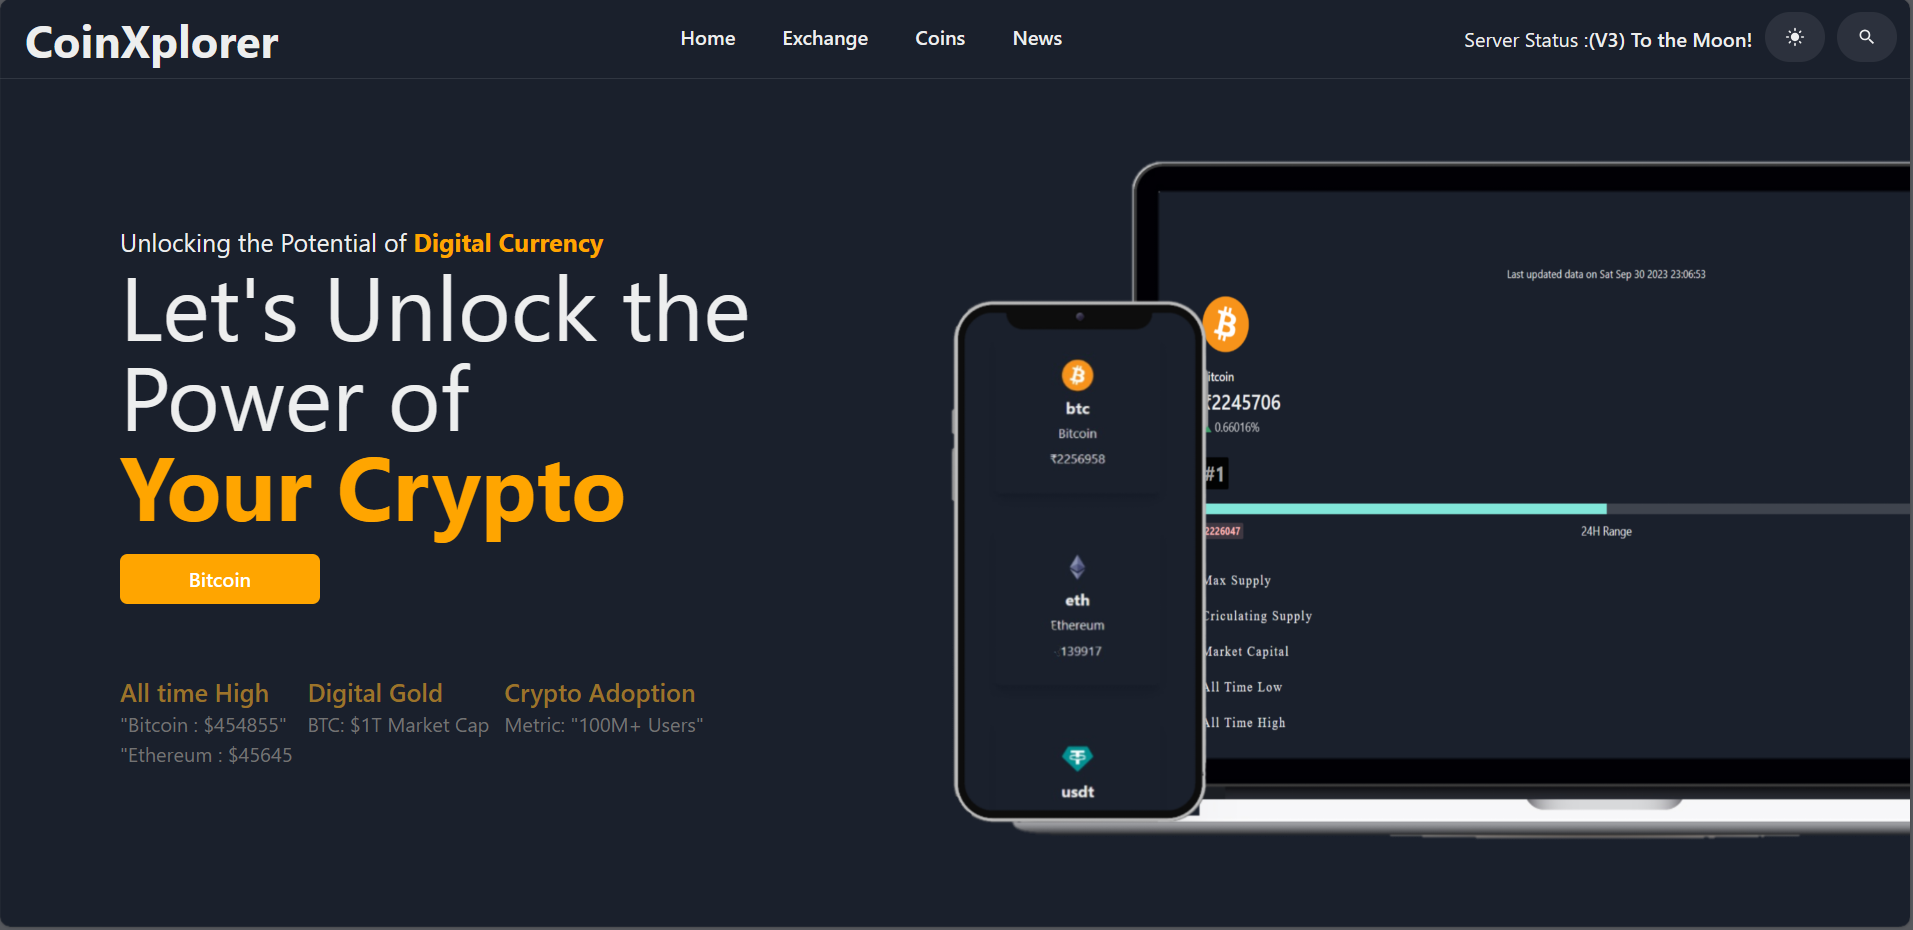 CoinXplorer
Home Exchange Coins News
Server Status :(V3) To the Moon!
Unlocking the Potential of Digital Currency
Let's Unlock the
Power of
Your Crypto
Bitcoin
All time High
"Bitcoin : $454855"
"Ethereum : $45645
Digital Gold
BTC: $1T Market Cap
Crypto Adoption
Metric: "100M+ Users"
btc
Bitcoin
₹2256958
eth
Ethereum
139917
usdt
Last updated data on Sat Sep 30 2023 23:06:53
itcoin
₹2245706
0.66016%
#1
2226047
24H Range
Max Supply
Criculating Supply
Market Capital
All Time Low
All Time High